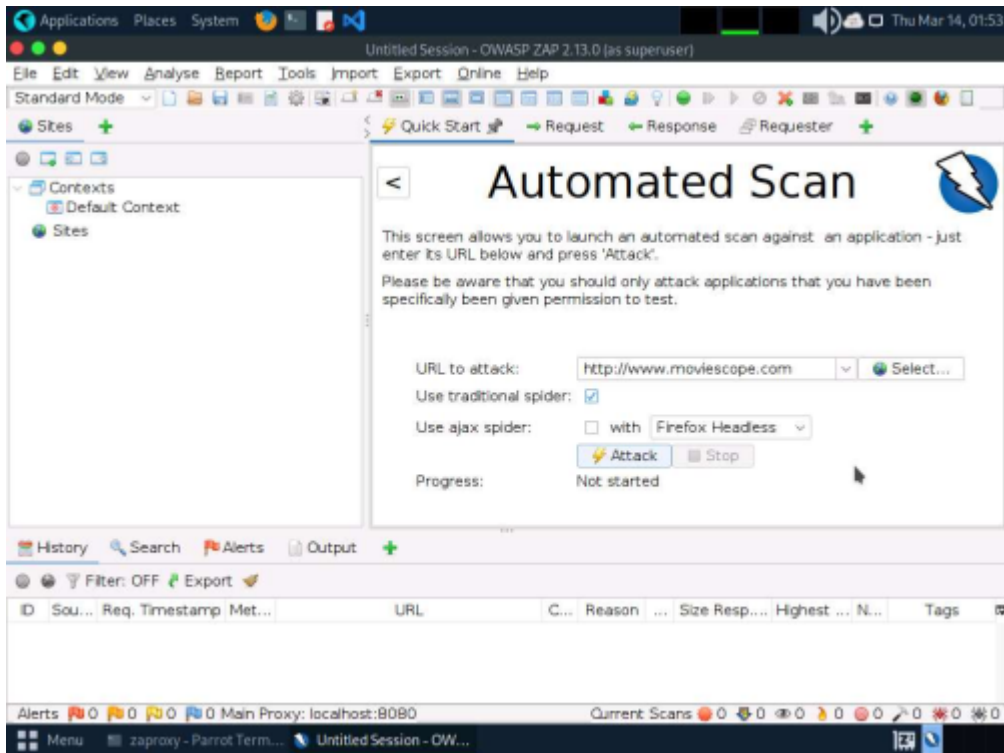 Applications Places System
Thu Mar 14, 01:53
Untitled Session - OWASP ZAP 2.13.0 (as superuser)
File Edit View Analyse Report Tools Import Export Online Help
Standard Mode
Sites
Quick Start Request Response Requester
Contexts
Default Context
Sites
< Automated Scan
This screen allows you to launch an automated scan against an application - just
enter its URL below and press 'Attack'.
Please be aware that you should only attack applications that you have been
specifically been given permission to test.
URL to attack: http://www.moviescope.com Select...
Use traditional spider:
Use ajax spider: with Firefox Headless
Attack Stop
Progress: Not started
History Search Alerts Output
Filter: OFF Export
ID Sou... Req. Timestamp Met... URL C... Reason ... Size Resp.... Highest ... N... Tags
Alerts 0 0 0 0 Main Proxy: localhost:8080 Current Scans 0 0 0 0 0 0 0 0
Menu zaproxy - Parrot Term... Untitled Session - OW...